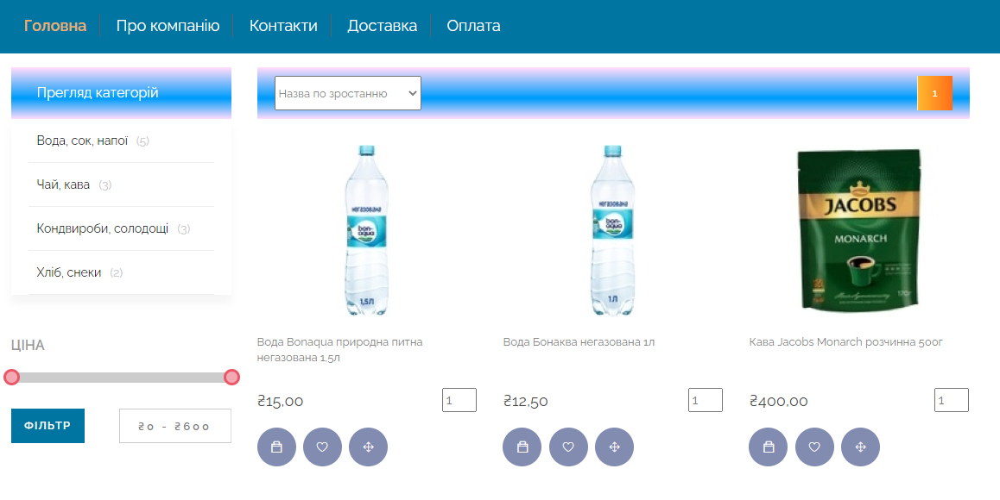 Головна Про компанію Контакти Доставка Оплата
Прегляд категорій
Вода, сок, напої (5)
Чай, кава (3)
Кондвироби, солодощі (3)
Хліб, снеки (2)
ЦІНА
ФІЛЬТР ₴0 - ₴600
Назва по зростанню 1
негазована
bon-
aqua
1,5Л
Вода Bonaqua природна питна
негазована 1.5л
₴15,00 1
негазована
bon-
aqua
1Л
Вода Бонаква негазована 1л
₴12,50 1
JACOBS
MONARCH
170г
Кава Jacobs Monarch розчинна 500г
₴400,00 1